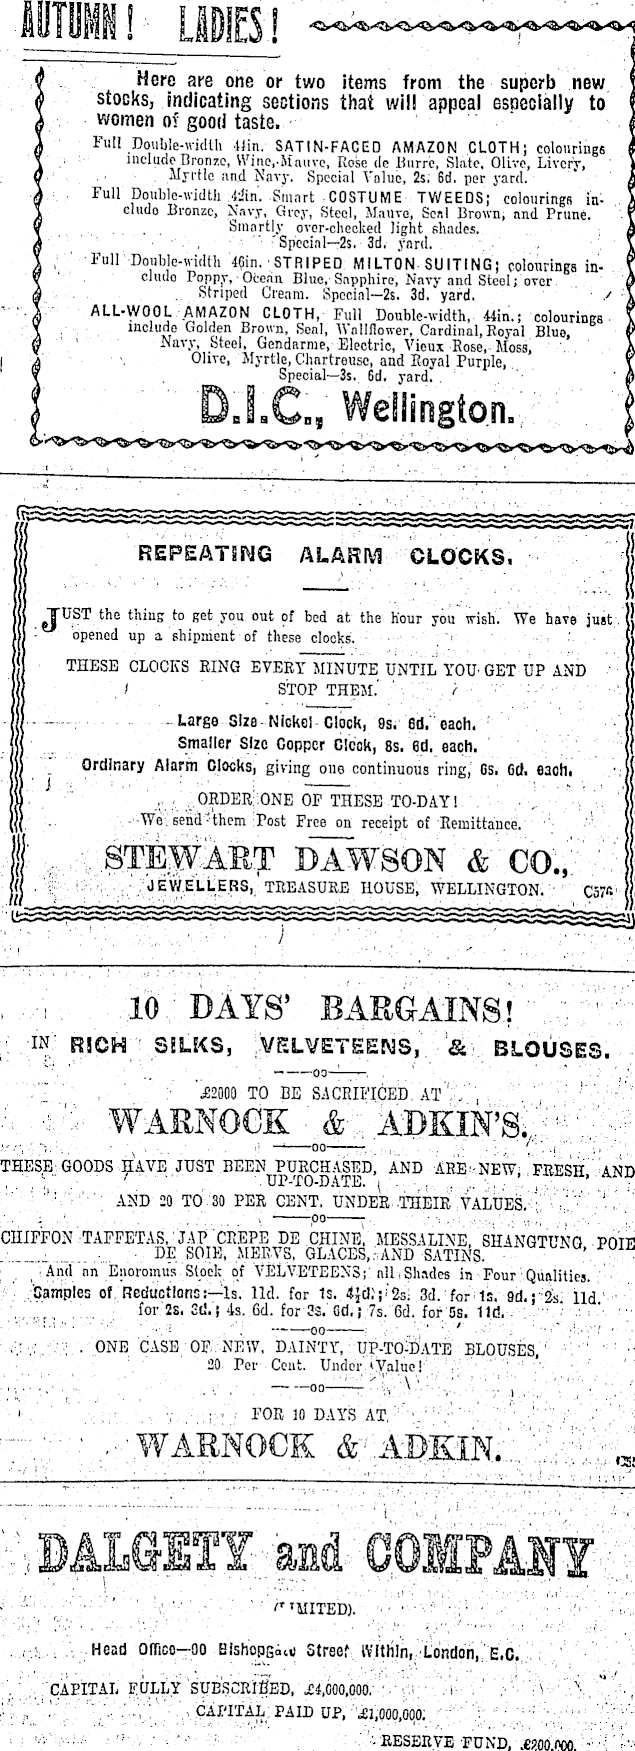 AUTUMN! LADIES!
Here are one or two items from the superb new
stocks, indicating sections that will appeal especially to
women of good taste.
Full Double-width 44in. SATIN-FACED AMAZON CLOTH; colourings
include Bronze, Wine, Mauve, Rose de Burre, Slate, Olive, Livery,
Myrtle and Navy. Special Value, 2s. 6d. per yard.
Full Double-width 42in. Smart COSTUME TWEEDS; colourings in-
clude Bronze, Navy, Grey, Steel, Mauve, Seal Brown, and Prune.
Smartly over-checked light shades.
Special—2s. 3d. yard.
Full Double-width 46in. STRIPED MILTON SUITING; colourings in-
clude Poppy, Ocean Blue, Sapphire, Navy and Steel; over
Striped Cream. Special—2s. 3d. yard.
ALL-WOOL AMAZON CLOTH, Full Double-width, 44in.; colourings
include Golden Brown, Seal, Wallflower, Cardinal, Royal Blue,
Navy, Steel, Gendarme, Electric, Vieux Rose, Moss,
Olive, Myrtle, Chartreuse, and Royal Purple,
Special—3s. 6d. yard.
D.I.C., Wellington.
REPEATING ALARM CLOCKS.
JUST the thing to get you out of bed at the hour you wish. We have just
opened up a shipment of these clocks.
THESE CLOCKS RING EVERY MINUTE UNTIL YOU GET UP AND
STOP THEM.
Large Size Nickel Clock, 9s. 6d. each.
Smaller Size Copper Clock, 8s. 6d. each.
Ordinary Alarm Clocks, giving one continuous ring, 6s. 6d. each.
ORDER ONE OF THESE TO-DAY!
We send them Post Free on receipt of Remittance.
STEWART DAWSON & CO.,
JEWELLERS, TREASURE HOUSE, WELLINGTON. C576
10 DAYS' BARGAINS!
IN RICH SILKS, VELVETEENS, & BLOUSES.
£2000 TO BE SACRIFICED AT
WARNOCK & ADKIN'S.
THESE GOODS HAVE JUST BEEN PURCHASED, AND ARE NEW, FRESH, AND
UP-TO-DATE.
AND 20 TO 30 PER CENT. UNDER THEIR VALUES.
CHIFFON TAFFETAS, JAP CREPE DE CHINE, MESSALINE, SHANGTUNG, POIE
DE SOIE, MERVS, GLACES, AND SATINS.
And an Enoromus Stock of VELVETEENS; all Shades in Four Qualities.
Samples of Reductions:—1s. 11d. for 1s. 4½d.; 2s. 3d. for 1s. 9d.; 2s. 11d.
for 2s. 3d.; 4s. 6d. for 3s. 6d.; 7s. 6d. for 5s. 11d.
ONE CASE OF NEW, DAINTY, UP-TO-DATE BLOUSES,
20 Per Cent. Under Value!
FOR 10 DAYS AT
WARNOCK & ADKIN.
DALGETY and COMPANY
MITED).
Head Office—90 Bishopgate Street Within, London, E.C.
CAPITAL FULLY SUBSCRIBED, £4,000,000.
CAPITAL PAID UP, £1,000,000.
RESERVE FUND, £200,000.